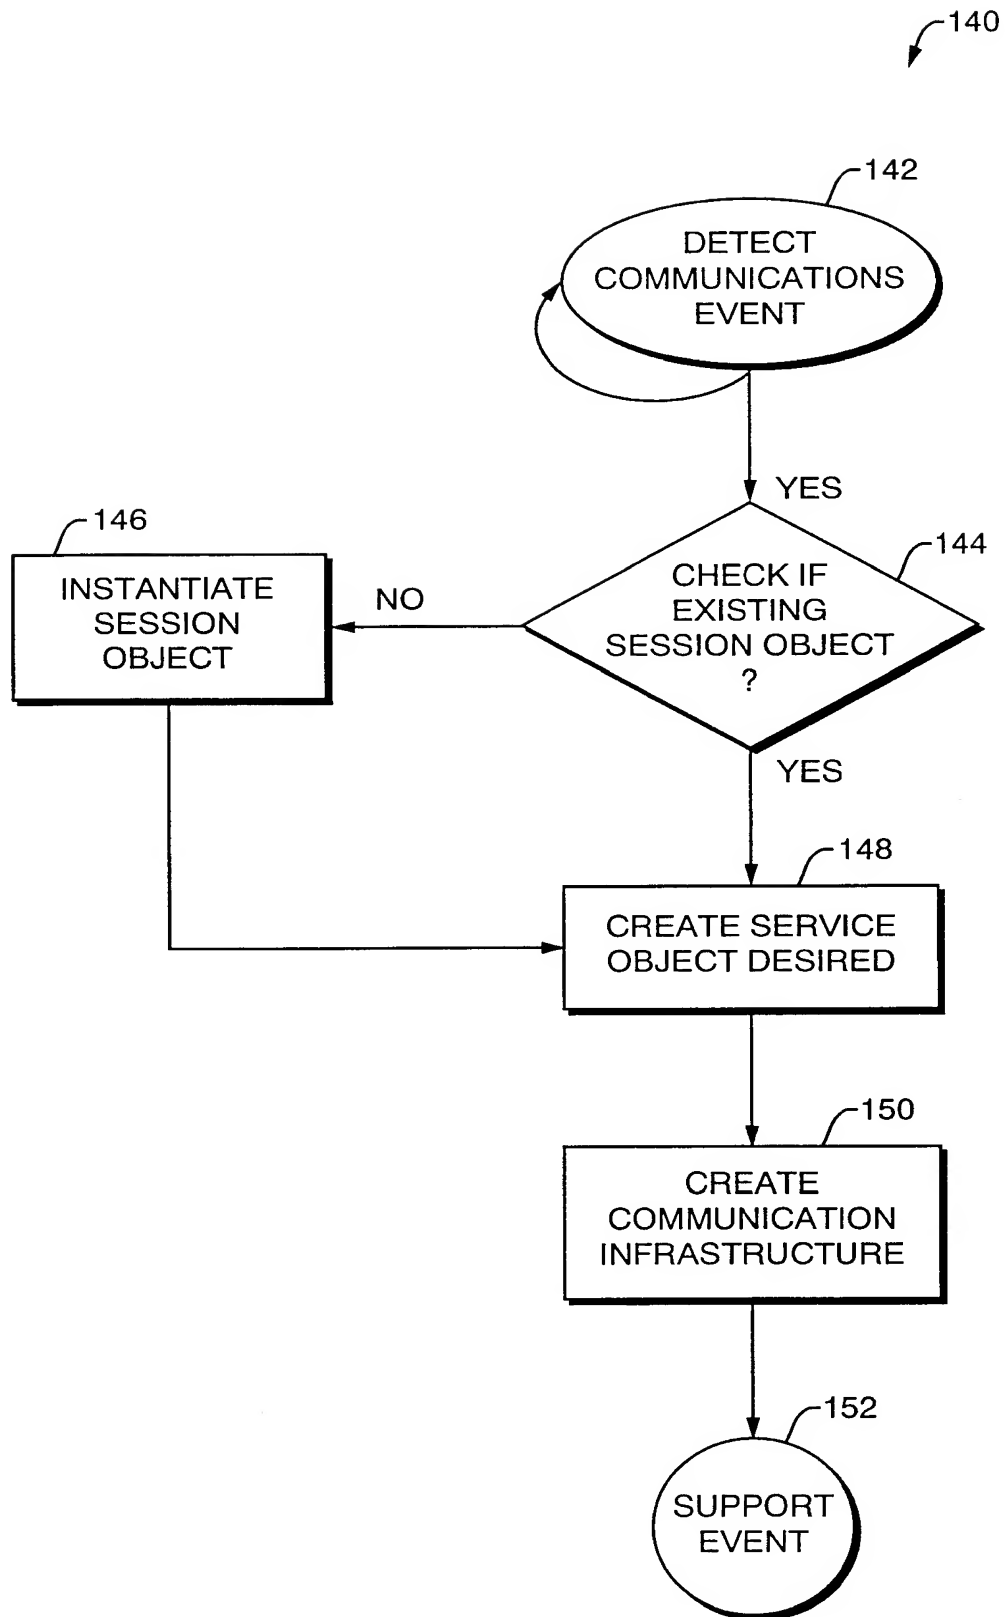 140
142
DETECT
COMMUNICATIONS
EVENT
YES
146
INSTANTIATE
SESSION
OBJECT
NO
144
CHECK IF
EXISTING
SESSION OBJECT
?
YES
148
CREATE SERVICE
OBJECT DESIRED
150
CREATE
COMMUNICATION
INFRASTRUCTURE
152
SUPPORT
EVENT